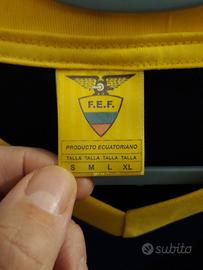 F.E.F.
PRODUCTO ECUATORIANO
TALLA TALLA TALLA TALLA
S M L XL
subito